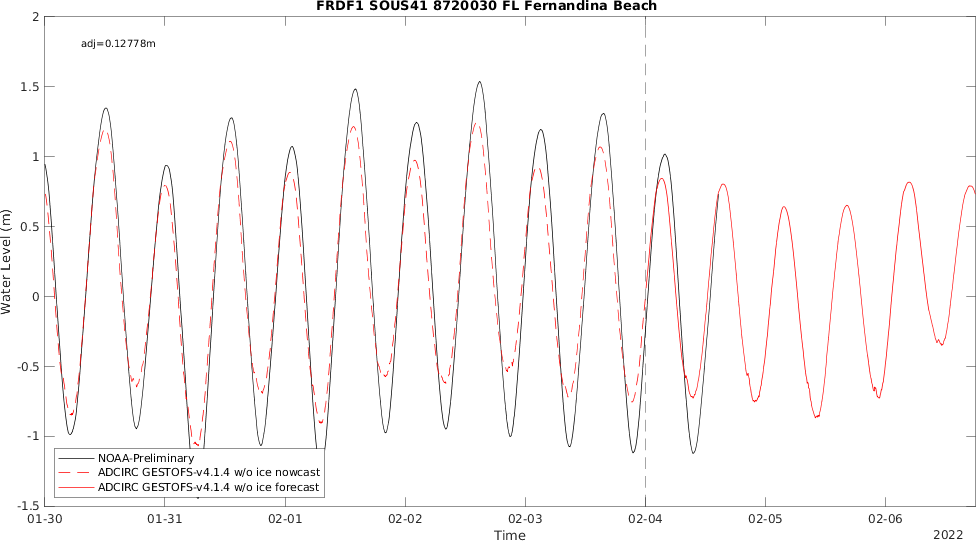 FRDF1 SOUS41 8720030 FL Fernandina Beach
2
adj=0.12778m
1.5
1
0.5
0
-0.5
-1
-1.5
Water Level (m)
NOAA-Preliminary
ADCIRC GESTOFS-v4.1.4 w/o ice nowcast
ADCIRC GESTOFS-v4.1.4 w/o ice forecast
01-30 01-31 02-01 02-02 02-03 02-04 02-05 02-06
Time
2022